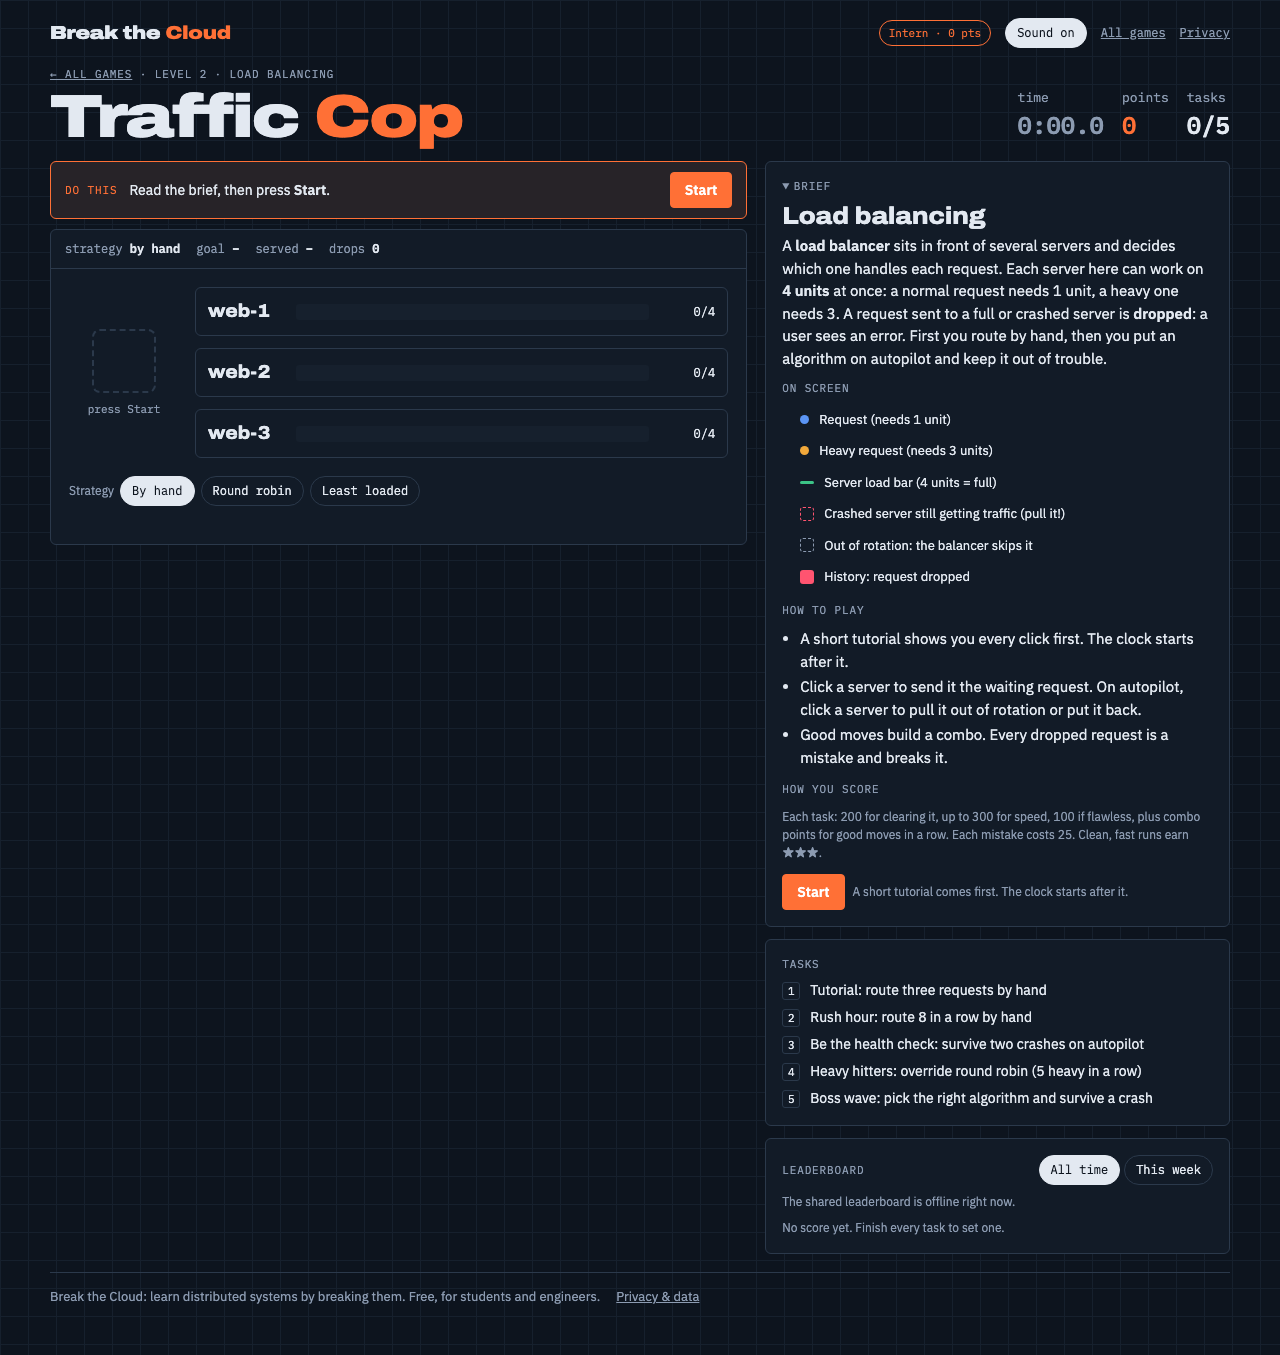 Break the Cloud
Intern · 0 pts
Sound on
All games
Privacy
← ALL GAMES · LEVEL 2 · LOAD BALANCING
Traffic Cop
time
0:00.0
points
0
tasks
0/5
DO THIS Read the brief, then press Start.
Start
strategy by hand goal – served – drops 0
press Start
web-1 0/4
web-2 0/4
web-3 0/4
Strategy By hand Round robin Least loaded
▼ BRIEF
Load balancing
A load balancer sits in front of several servers and decides
which one handles each request. Each server here can work on
4 units at once: a normal request needs 1 unit, a heavy one
needs 3. A request sent to a full or crashed server is dropped: a
user sees an error. First you route by hand, then you put an
algorithm on autopilot and keep it out of trouble.
ON SCREEN
Request (needs 1 unit)
Heavy request (needs 3 units)
Server load bar (4 units = full)
Crashed server still getting traffic (pull it!)
Out of rotation: the balancer skips it
History: request dropped
HOW TO PLAY
• A short tutorial shows you every click first. The clock starts
after it.
• Click a server to send it the waiting request. On autopilot,
click a server to pull it out of rotation or put it back.
• Good moves build a combo. Every dropped request is a
mistake and breaks it.
HOW YOU SCORE
Each task: 200 for clearing it, up to 300 for speed, 100 if flawless, plus combo
points for good moves in a row. Each mistake costs 25. Clean, fast runs earn
★★★.
Start A short tutorial comes first. The clock starts after it.
TASKS
1 Tutorial: route three requests by hand
2 Rush hour: route 8 in a row by hand
3 Be the health check: survive two crashes on autopilot
4 Heavy hitters: override round robin (5 heavy in a row)
5 Boss wave: pick the right algorithm and survive a crash
LEADERBOARD All time This week
The shared leaderboard is offline right now.
No score yet. Finish every task to set one.
Break the Cloud: learn distributed systems by breaking them. Free, for students and engineers. Privacy & data